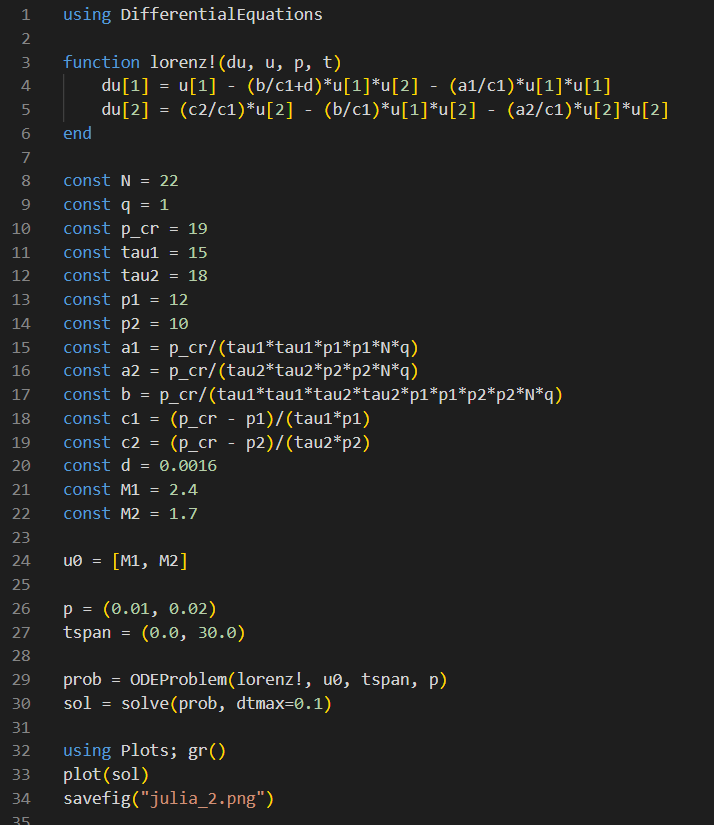 1 using DifferentialEquations
2
3 function lorenz!(du, u, p, t)
4     du[1] = u[1] - (b/c1+d)*u[1]*u[2] - (a1/c1)*u[1]*u[1]
5     du[2] = (c2/c1)*u[2] - (b/c1)*u[1]*u[2] - (a2/c1)*u[2]*u[2]
6 end
7
8 const N = 22
9 const q = 1
10 const p_cr = 19
11 const tau1 = 15
12 const tau2 = 18
13 const p1 = 12
14 const p2 = 10
15 const a1 = p_cr/(tau1*tau1*p1*p1*N*q)
16 const a2 = p_cr/(tau2*tau2*p2*p2*N*q)
17 const b = p_cr/(tau1*tau1*tau2*tau2*p1*p1*p2*p2*N*q)
18 const c1 = (p_cr - p1)/(tau1*p1)
19 const c2 = (p_cr - p2)/(tau2*p2)
20 const d = 0.0016
21 const M1 = 2.4
22 const M2 = 1.7
23
24 u0 = [M1, M2]
25
26 p = (0.01, 0.02)
27 tspan = (0.0, 30.0)
28
29 prob = ODEProblem(lorenz!, u0, tspan, p)
30 sol = solve(prob, dtmax=0.1)
31
32 using Plots; gr()
33 plot(sol)
34 savefig("julia_2.png")
35